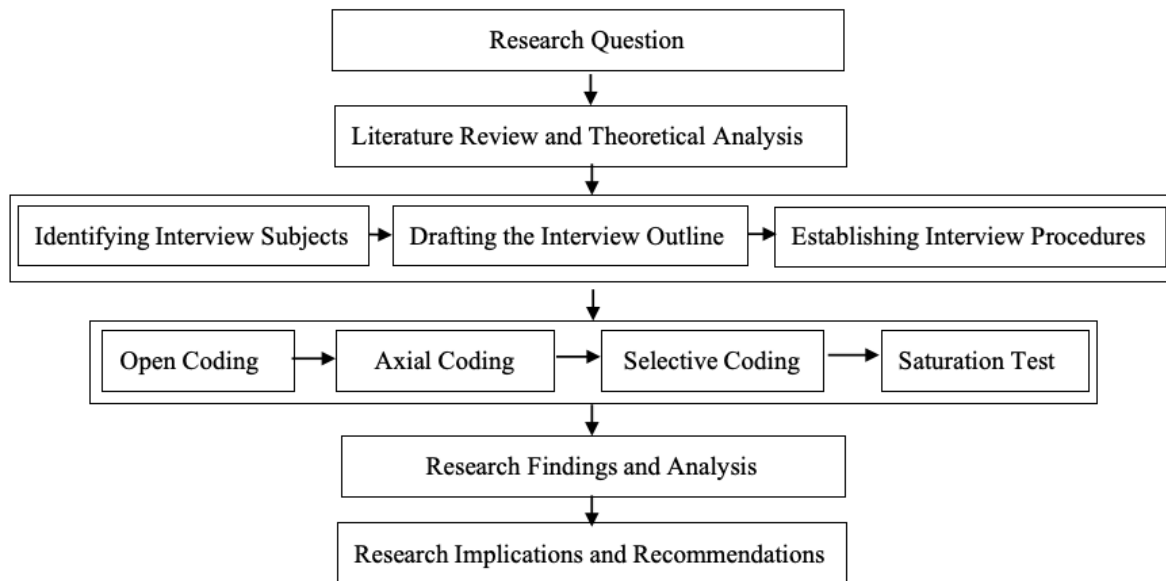 Research Question
Literature Review and Theoretical Analysis
Identifying Interview Subjects
Drafting the Interview Outline
Establishing Interview Procedures
Open Coding
Axial Coding
Selective Coding
Saturation Test
Research Findings and Analysis
Research Implications and Recommendations